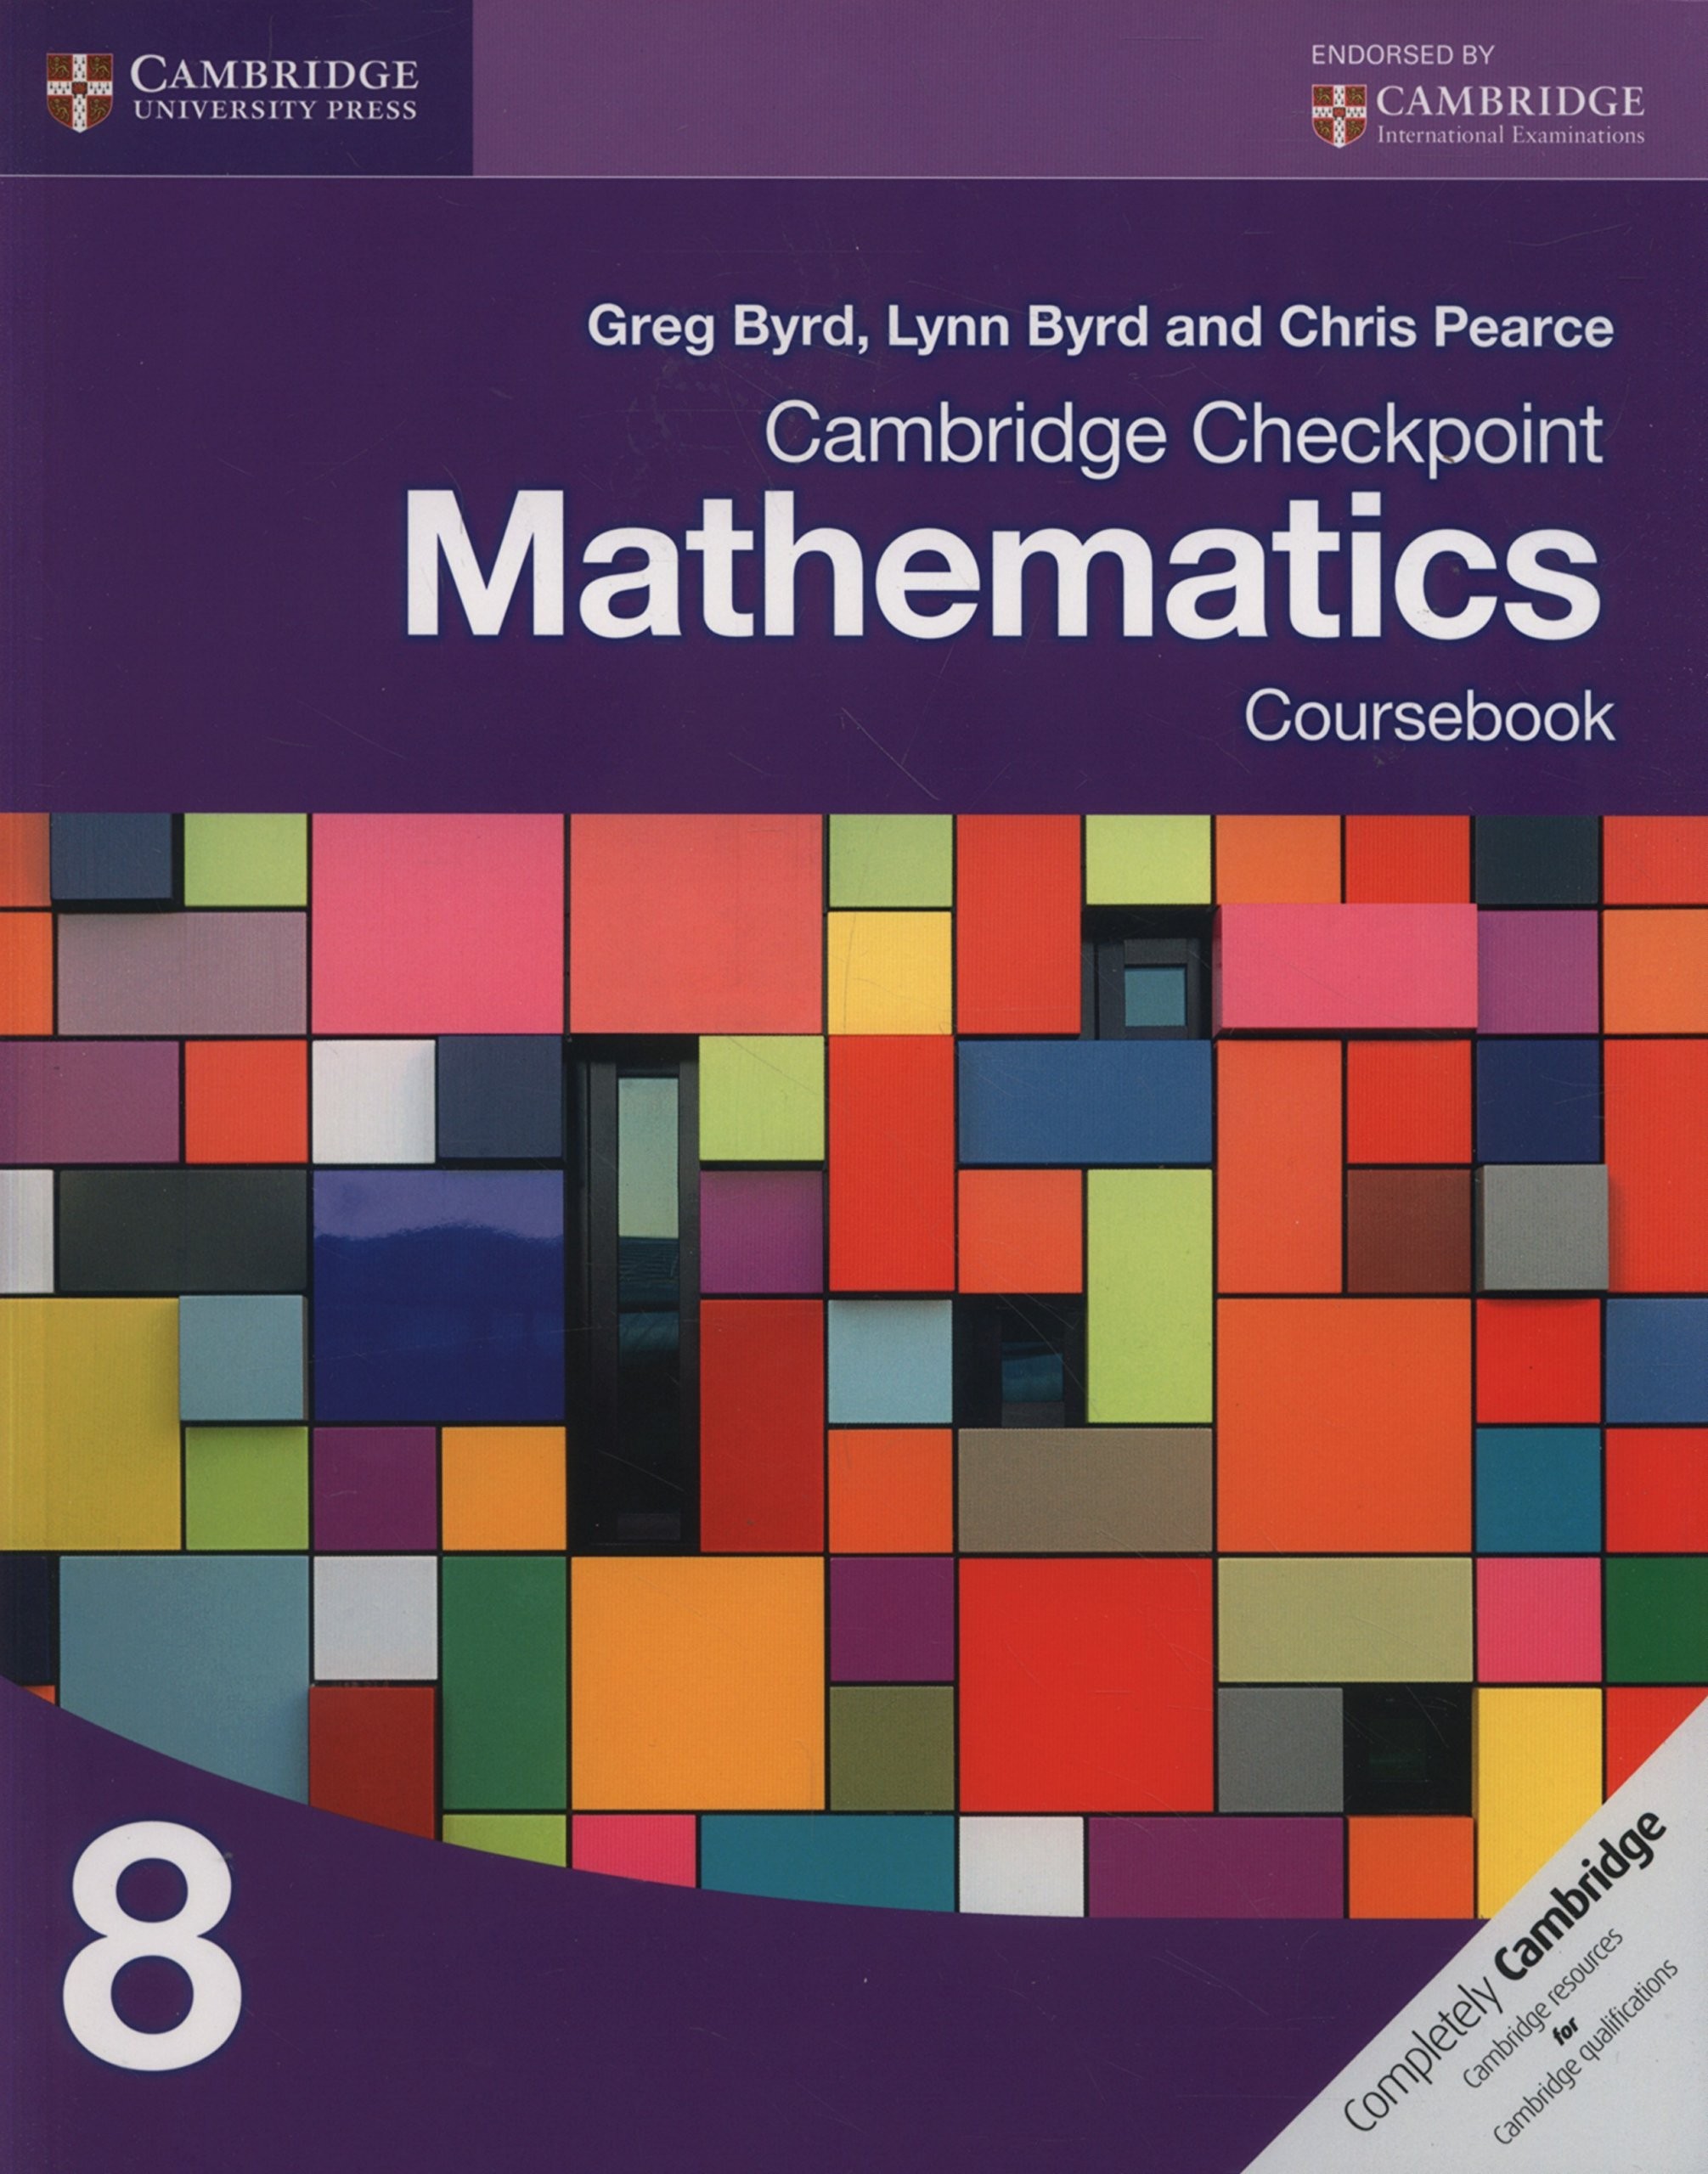 CAMBRIDGE
UNIVERSITY PRESS
ENDORSED BY
CAMBRIDGE
International Examinations
Greg Byrd, Lynn Byrd and Chris Pearce
Cambridge Checkpoint
Mathematics
Coursebook
8
Completely Cambridge
Cambridge resources
for
Cambridge qualifications